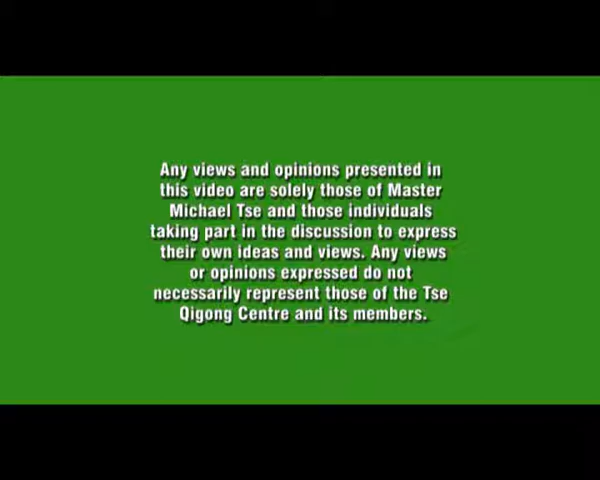 Any views and opinions presented in
this video are solely those of Master
Michael Tse and those individuals
taking part in the discussion to express
their own ideas and views. Any views
or opinions expressed do not
necessarily represent those of the Tse
Qigong Centre and its members.